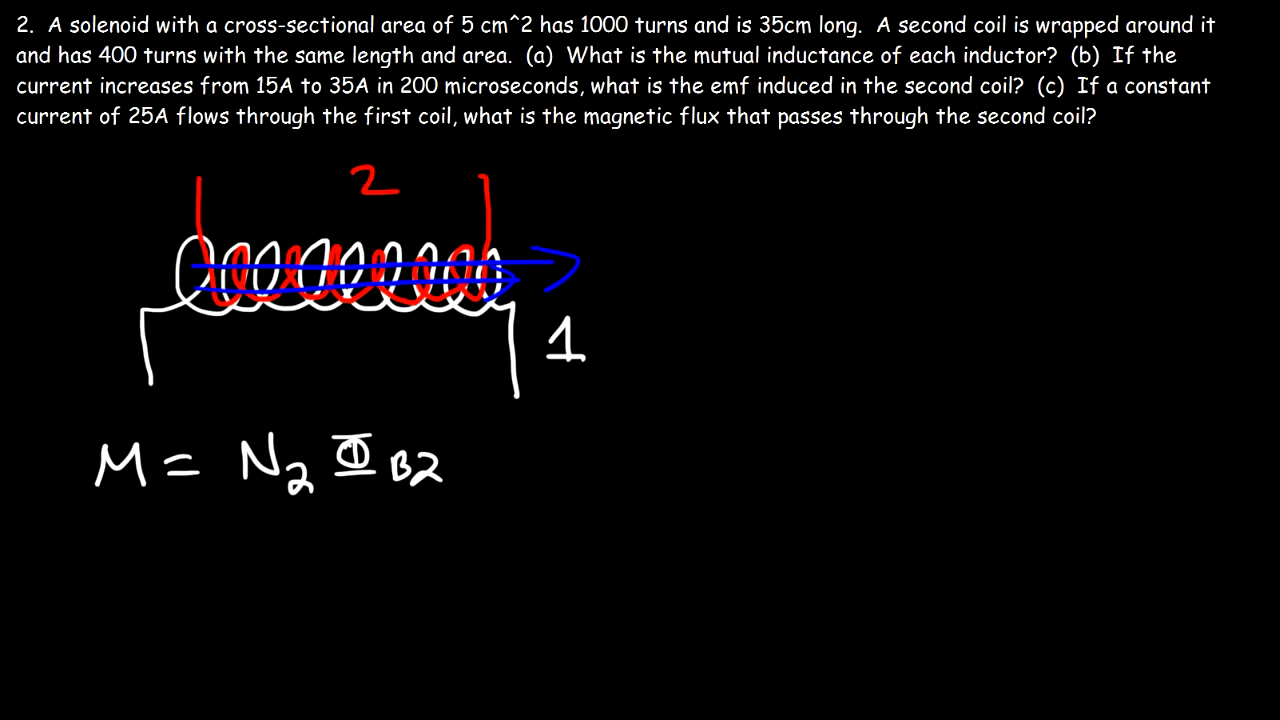 2. A solenoid with a cross-sectional area of 5 cm^2 has 1000 turns and is 35cm long. A second coil is wrapped around it
and has 400 turns with the same length and area. (a) What is the mutual inductance of each inductor? (b) If the
current increases from 15A to 35A in 200 microseconds, what is the emf induced in the second coil? (c) If a constant
current of 25A flows through the first coil, what is the magnetic flux that passes through the second coil?
2
1
M = N₂ Φ B2